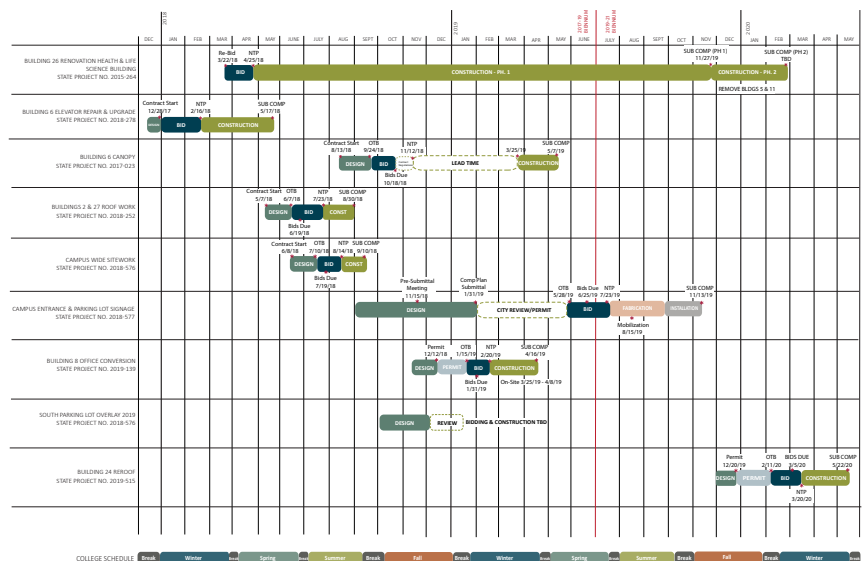 2018
2019
2017-19 BIENNIUM
2019-21 BIENNIUM
2020
DEC JAN FEB MAR APR MAY JUNE JULY AUG SEPT OCT NOV DEC JAN FEB MAR APR MAY JUNE JULY AUG SEPT OCT NOV DEC JAN FEB MAR APR MAY
BUILDING 26 RENOVATION HEALTH & LIFE
SCIENCE BUILDING
STATE PROJECT NO. 2015-264
Re-Bid NTP
3/22/18 4/25/18
BID
CONSTRUCTION - PH. 1
SUB COMP (PH 1)
11/27/19
SUB COMP (PH 2)
TBD
CONSTRUCTION - PH. 2
REMOVE BLDGS 5 & 11
BUILDING 6 ELEVATOR REPAIR & UPGRADE
STATE PROJECT NO. 2018-278
Contract Start NTP SUB COMP
12/28/17 2/16/18 5/17/18
BID CONSTRUCTION
BUILDING 6 CANOPY
STATE PROJECT NO. 2017-023
Contract Start OTB NTP
8/13/18 9/24/18 11/12/18
DESIGN BID LEAD TIME
Bids Due
10/18/18
3/25/19
SUB COMP
5/7/19
CONSTRUCTION
BUILDINGS 2 & 27 ROOF WORK
STATE PROJECT NO. 2018-252
Contract Start OTB NTP SUB COMP
5/7/18 6/7/18 7/23/18 8/30/18
DESIGN BID CONST
Bids Due
6/19/18
CAMPUS WIDE SITEWORK
STATE PROJECT NO. 2018-576
Contract Start OTB NTP SUB COMP
6/8/18 7/10/18 8/14/18 9/10/18
DESIGN BID CONST
Bids Due
7/19/18
CAMPUS ENTRANCE & PARKING LOT SIGNAGE
STATE PROJECT NO. 2018-577
Pre-Submittal
Meeting
11/15/18
Comp Plan
Submittal
1/31/19
OTB Bids Due NTP
5/28/19 6/25/19 7/23/19
SUB COMP
11/13/19
DESIGN CITY REVIEW/PERMIT BID FABRICATION INSTALLATION
Mobilization
8/15/19
BUILDING 8 OFFICE CONVERSION
STATE PROJECT NO. 2019-139
Permit OTB NTP SUB COMP
12/12/18 1/15/19 2/20/19 4/16/19
DESIGN PERMIT BID CONSTRUCTION
Bids Due
1/31/19
On-Site 3/25/19 - 4/8/19
SOUTH PARKING LOT OVERLAY 2019
STATE PROJECT NO. 2018-576
DESIGN REVIEW BIDDING & CONSTRUCTION TBD
BUILDING 24 REROOF
STATE PROJECT NO. 2019-515
Permit OTB BIDS DUE SUB COMP
12/20/19 2/11/20 3/5/20 5/22/20
DESIGN PERMIT BID CONSTRUCTION
NTP
3/20/20
COLLEGE SCHEDULE Break Winter Break Spring Break Summer Break Fall Break Winter Break Spring Break Summer Break Fall Break Winter Break